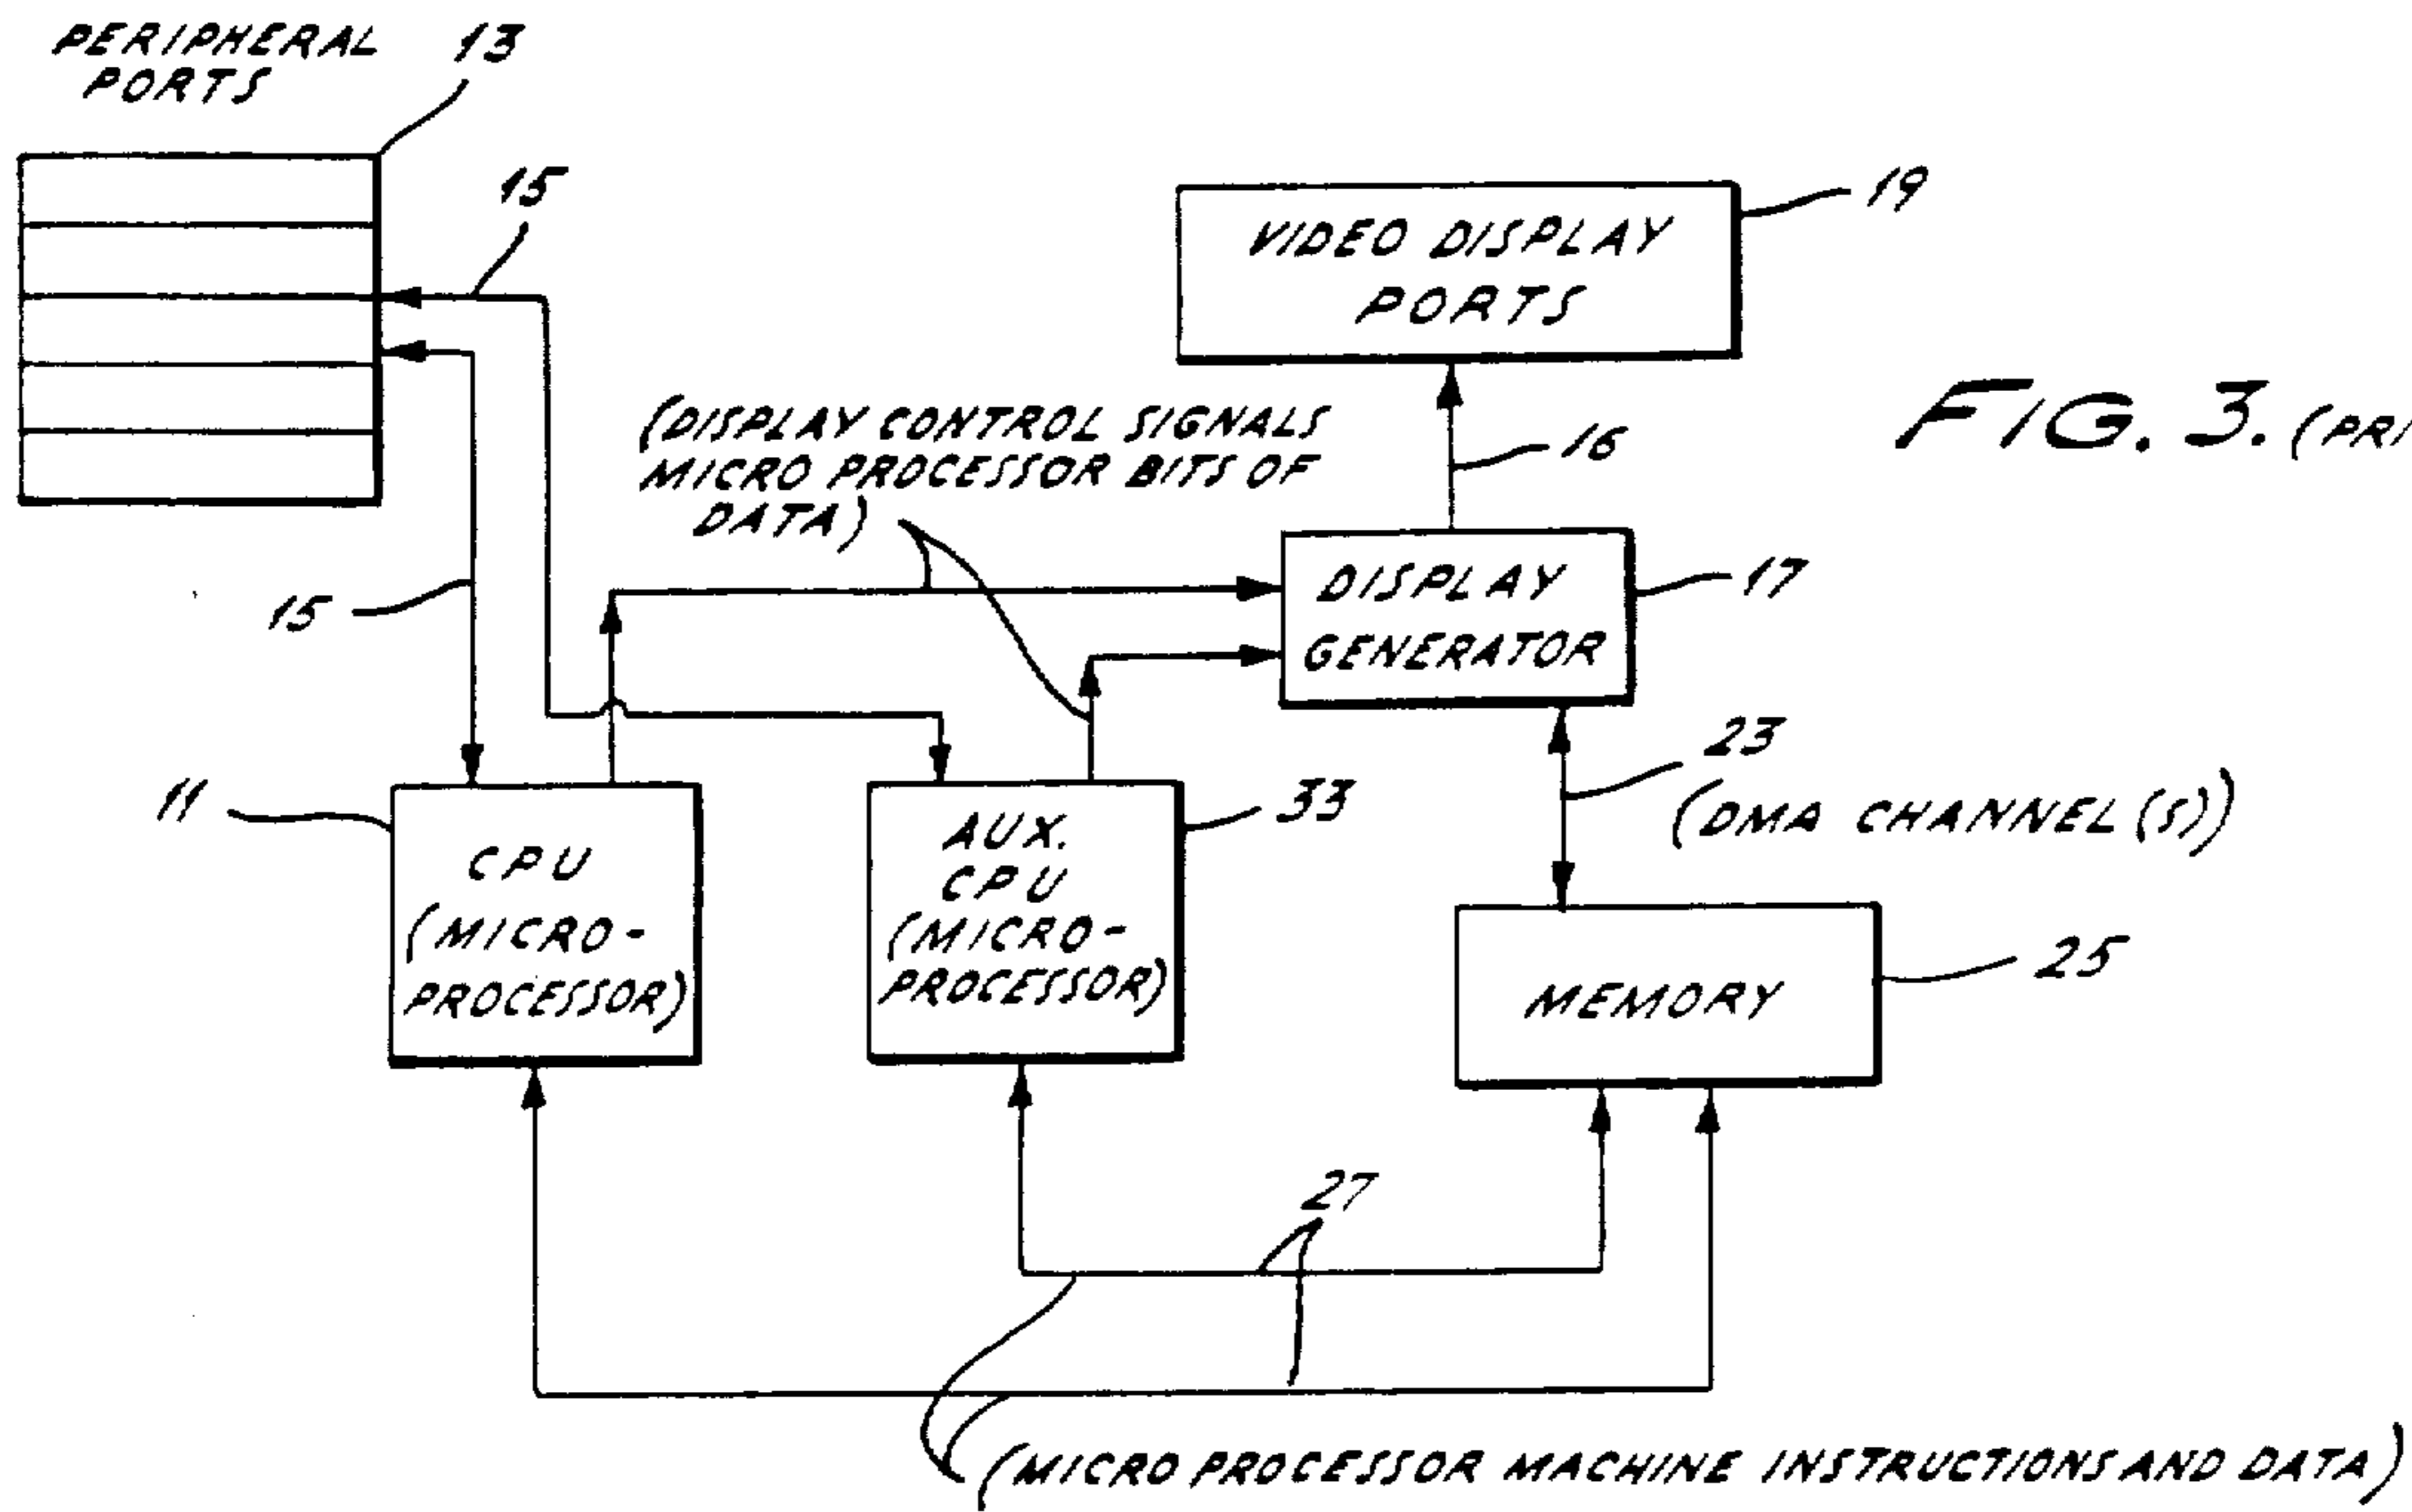 PERIPHERAL
PORTS
13
15
VIDEO DISPLAY
PORTS
19
(DISPLAY CONTROL SIGNALS
MICRO PROCESSOR BITS OF
DATA)
16
FIG. 3. (PRI
DISPLAY
GENERATOR
17
15
23
(DMA CHANNEL (S))
11
CPU
(MICRO-
PROCESSOR)
AUX.
CPU
(MICRO-
PROCESSOR)
33
MEMORY
25
27
(MICRO PROCESSOR MACHINE INSTRUCTIONS AND DATA)